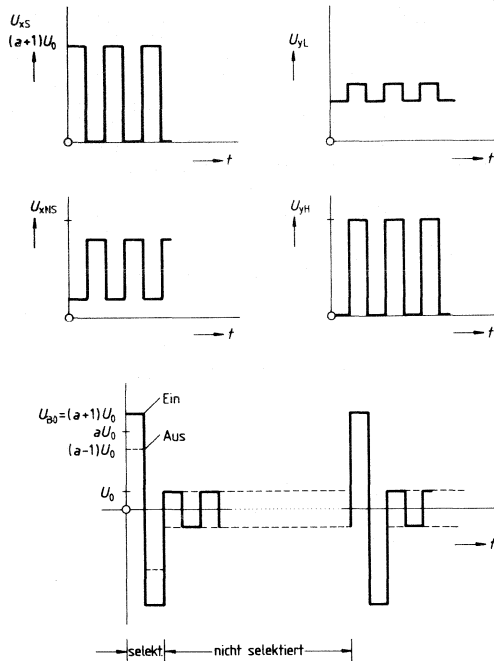 U_xS
(a+1)U_0
t
U_yL
t
U_xNS
t
U_yH
t
Ein
U_B0=(a+1)U_0
aU_0
Aus
(a-1)U_0
U_0
t
selekt.
nicht selektiert